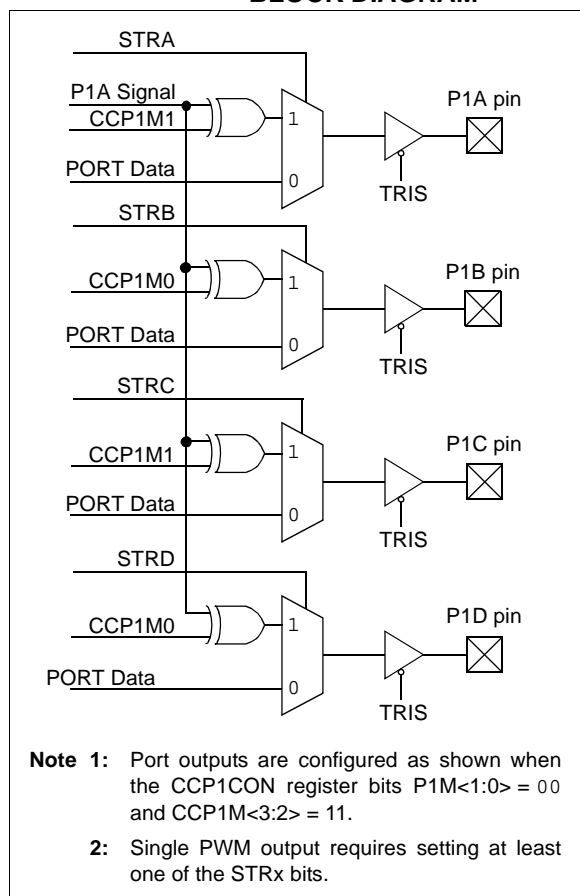 BLOCK DIAGRAM
STRA
P1A Signal
P1A pin
CCP1M1
1
PORT Data
0
TRIS
STRB
P1B pin
CCP1M0
1
PORT Data
0
TRIS
STRC
P1C pin
CCP1M1
1
PORT Data
0
TRIS
STRD
P1D pin
CCP1M0
1
PORT Data
0
TRIS
Note 1: Port outputs are configured as shown when
the CCP1CON register bits P1M<1:0> = 00
and CCP1M<3:2> = 11.
2: Single PWM output requires setting at least
one of the STRx bits.